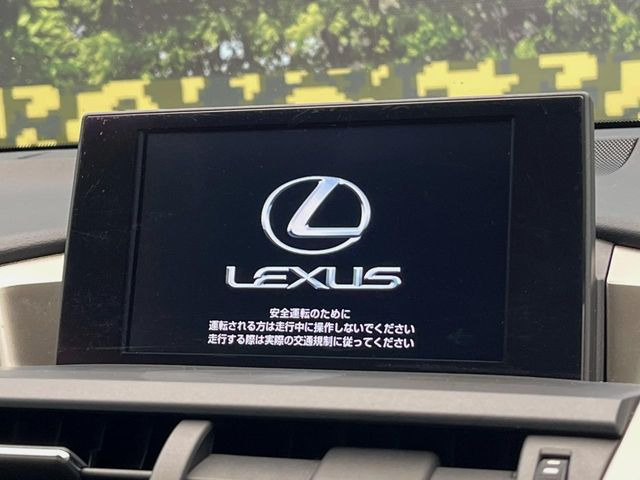 LEXUS
安全運転のために
運転される方は走行中に操作しないでください
走行する際は実際の交通規制に従ってください